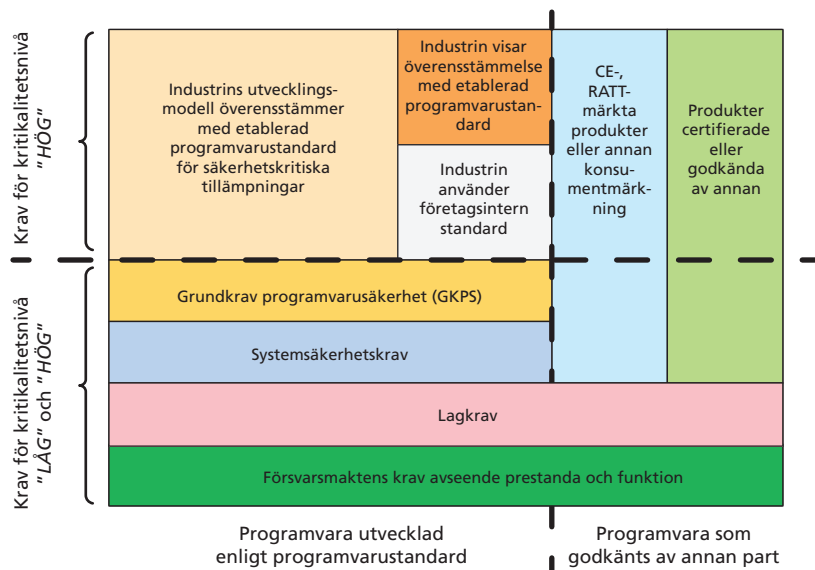 Krav för kritikalitetsnivå
"HÖG"
Industrins utvecklings-
modell överensstämmer
med etablerad
programvarustandard
för säkerhetskritiska
tillämpningar
Industrin visar
överensstämmelse
med etablerad
programvarustan-
dard
Industrin
använder
företagsintern
standard
CE-,
RATT-
märkta
produkter
eller annan
konsu-
mentmärk-
ning
Produkter
certifierade
eller
godkända
av annan
Krav för kritikalitetsnivå
"LÅG" och "HÖG"
Grundkrav programvarusäkerhet (GKPS)
Systemsäkerhetskrav
Lagkrav
Försvarsmaktens krav avseende prestanda och funktion
Programvara utvecklad
enligt programvarustandard
Programvara som
godkänts av annan part